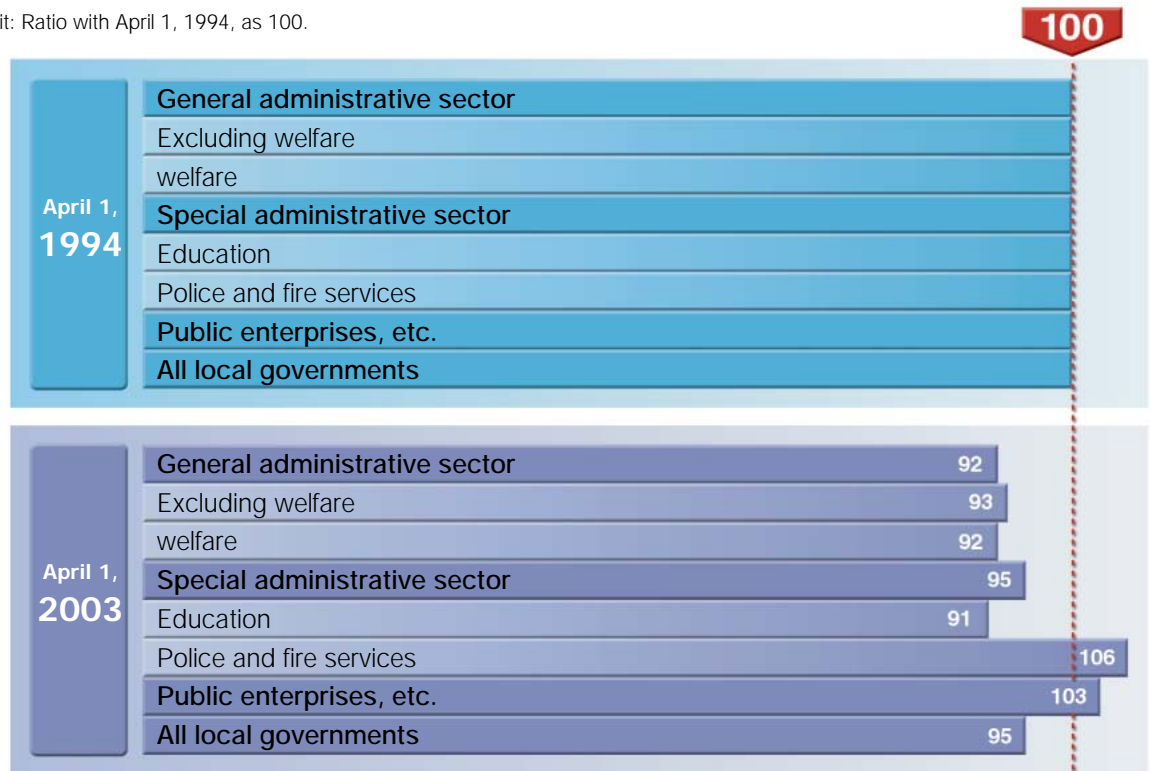 it: Ratio with April 1, 1994, as 100.
100
April 1,
1994
General administrative sector
Excluding welfare
welfare
Special administrative sector
Education
Police and fire services
Public enterprises, etc.
All local governments
April 1,
2003
General administrative sector 92
Excluding welfare 93
welfare 92
Special administrative sector 95
Education 91
Police and fire services 106
Public enterprises, etc. 103
All local governments 95